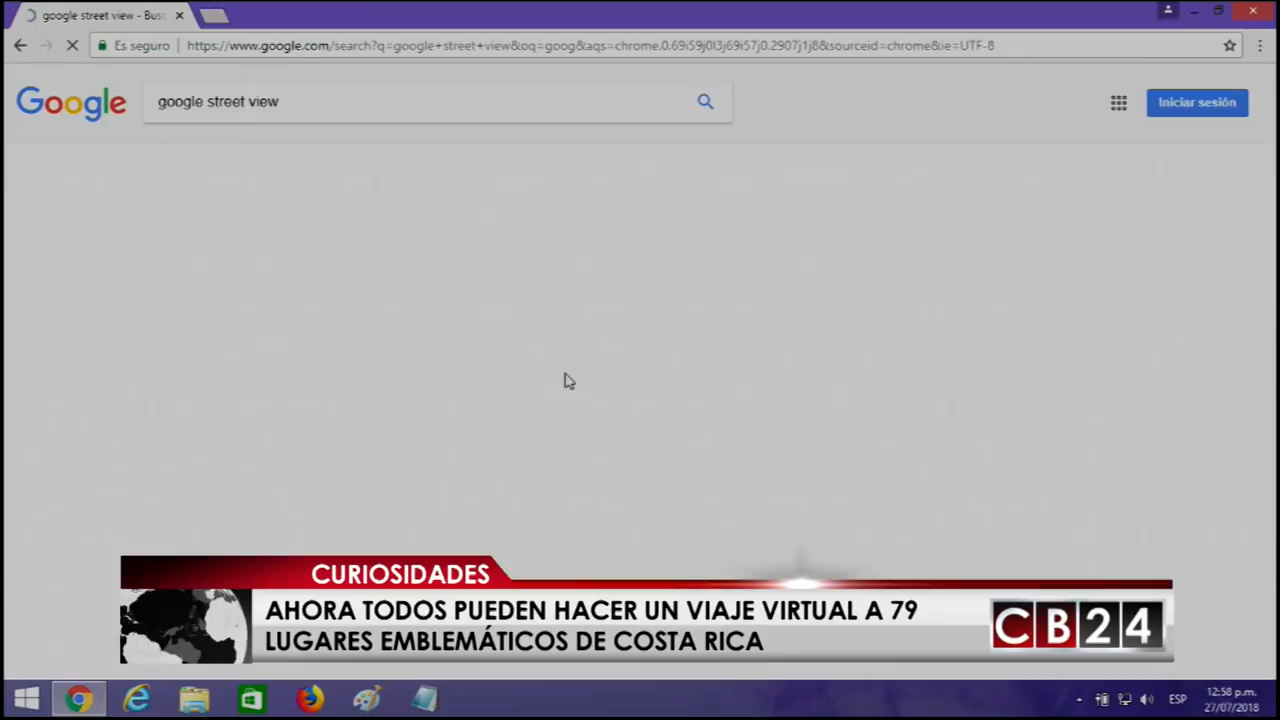 google street view - Busc
Es seguro
https://www.google.com/search?q=google+street+view&oq=goog&aqs=chrome.0.69i59j0l3j69i57j0.2907j1j8&sourceid=chrome&ie=UTF-8
Google
google street view
Iniciar sesión
CURIOSIDADES
AHORA TODOS PUEDEN HACER UN VIAJE VIRTUAL A 79
LUGARES EMBLEMÁTICOS DE COSTA RICA
CB24
ESP
12:58 p.m.
27/07/2018